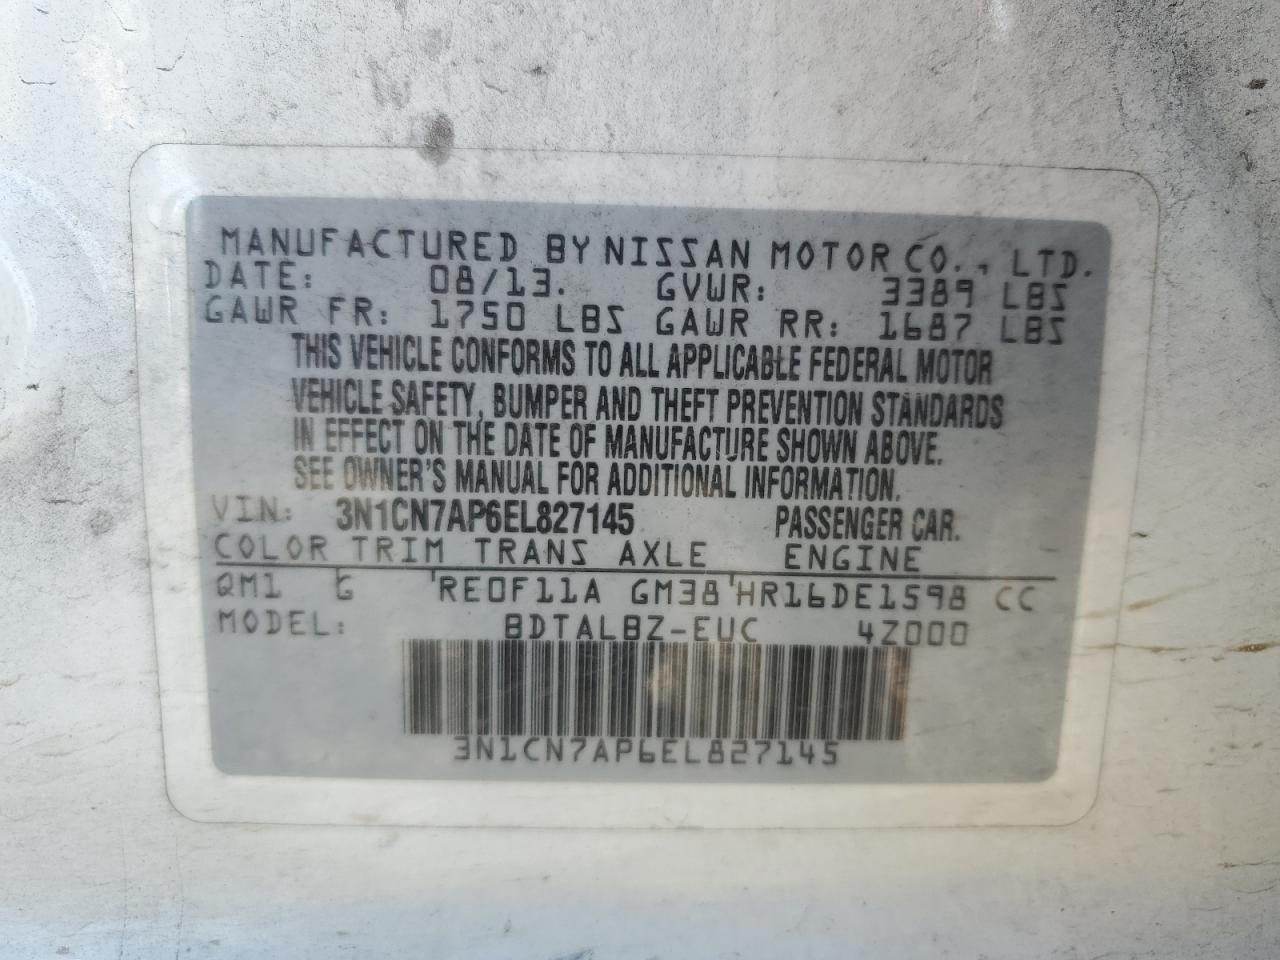 MANUFACTURED BY NISSAN MOTOR CO., LTD.
DATE: 08/13. GVWR: 3389 LBS
GAWR FR: 1750 LBS GAWR RR: 1687 LBS
THIS VEHICLE CONFORMS TO ALL APPLICABLE FEDERAL MOTOR
VEHICLE SAFETY, BUMPER AND THEFT PREVENTION STANDARDS
IN EFFECT ON THE DATE OF MANUFACTURE SHOWN ABOVE.
SEE OWNER'S MANUAL FOR ADDITIONAL INFORMATION.
VIN: 3N1CN7AP6EL827145 PASSENGER CAR.
COLOR TRIM TRANS AXLE ENGINE
QM1 G RE0F11A GM38 HR16DE1598 CC
MODEL: BDTALBZ-EUC 4Z000
3N1CN7AP6EL827145